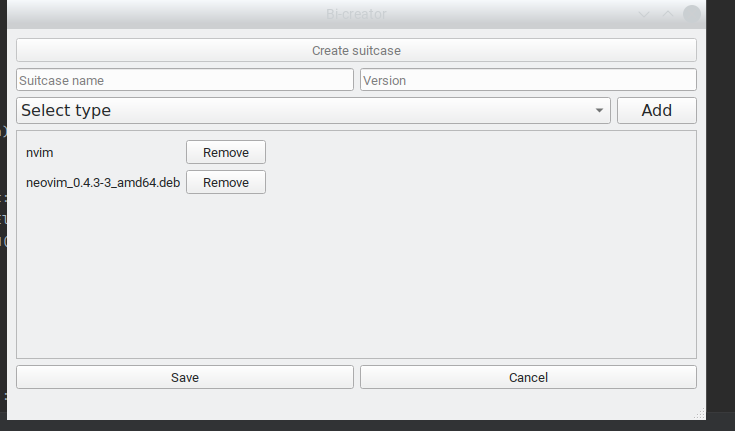 Bi-creator
Create suitcase
Suitcase name Version
Select type Add
nvim Remove
neovim_0.4.3-3_amd64.deb Remove
Save Cancel